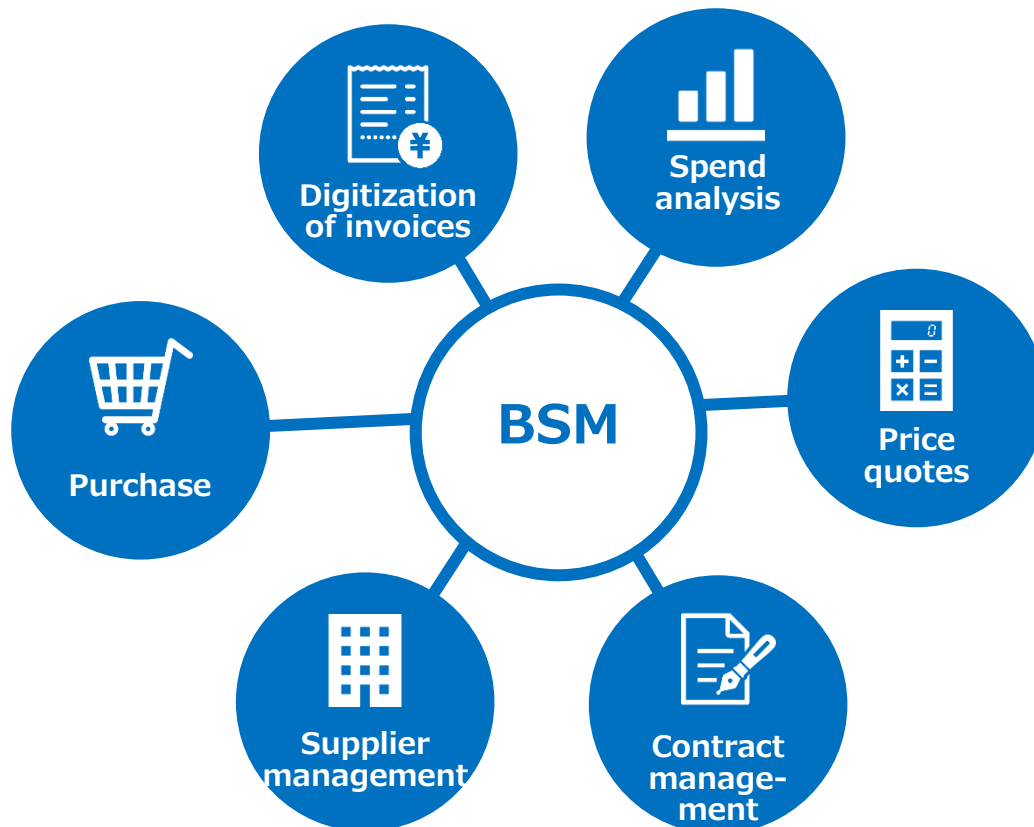 ¥
Digitization
of invoices
Spend
analysis
0
+ −
× =
Price
quotes
BSM
Purchase
Supplier
management
Contract
manage-
ment